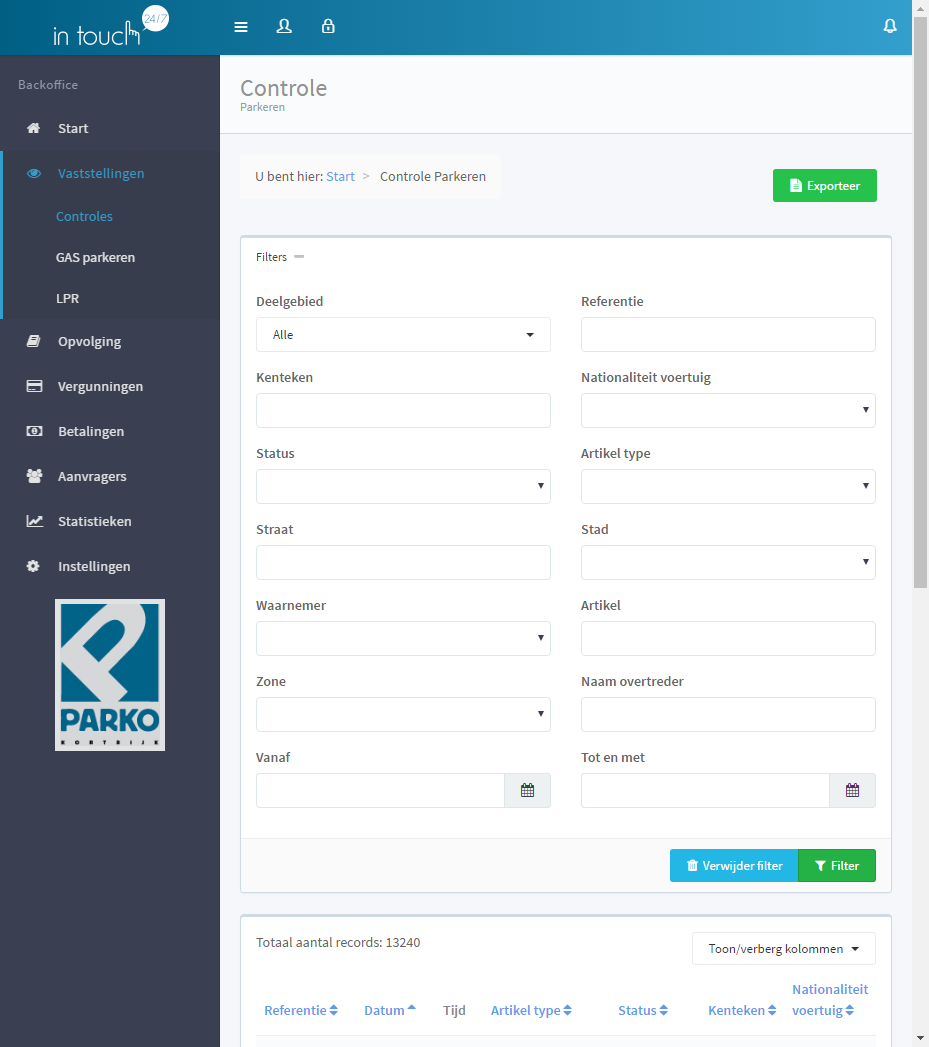 in touch 24/7
Backoffice
Start
Vaststellingen
Controles
GAS parkeren
LPR
Opvolging
Vergunningen
Betalingen
Aanvragers
Statistieken
Instellingen
PARKO
KORTRIJK
Controle
Parkeren
U bent hier: Start > Controle Parkeren
Exporteer
Filters
Deelgebied
Referentie
Alle
Kenteken
Nationaliteit voertuig
Status
Artikel type
Straat
Stad
Waarnemer
Artikel
Zone
Naam overtreder
Vanaf
Tot en met
Verwijder filter
Filter
Totaal aantal records: 13240
Toon/verberg kolommen
Referentie Datum Tijd Artikel type Status Kenteken Nationaliteit
voertuig